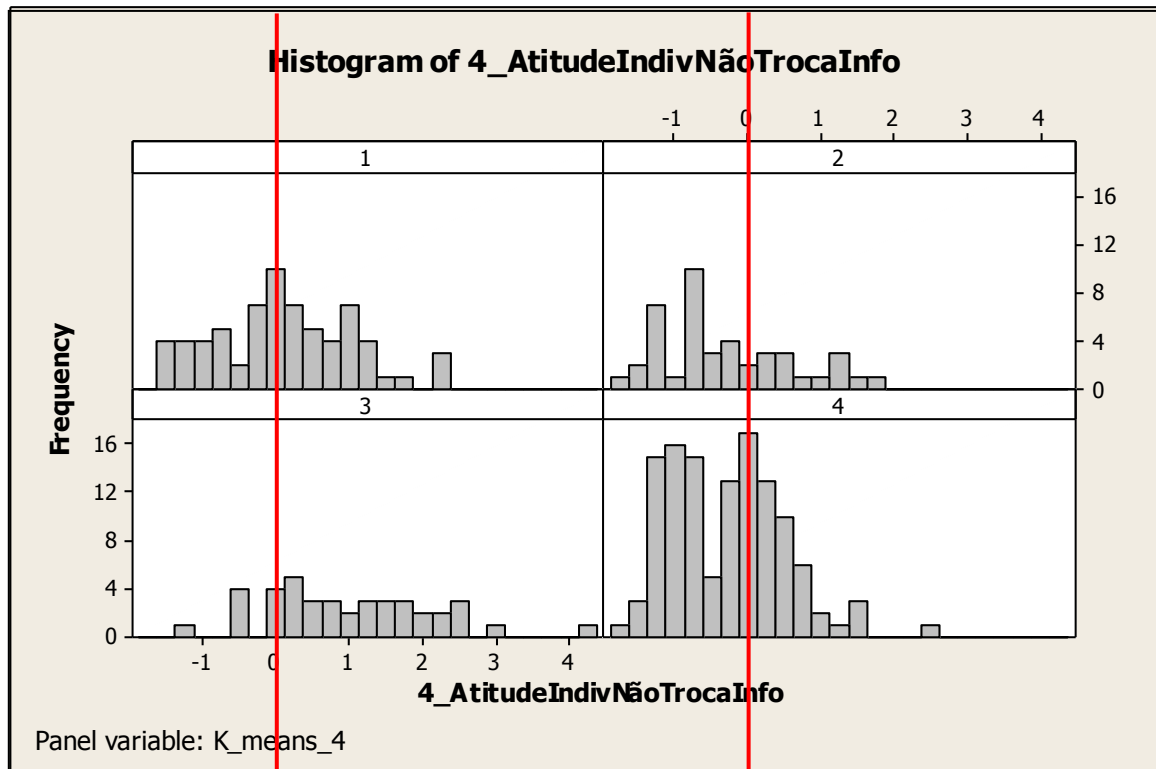 Histogram of 4_AtitudeIndivNãoTrocaInfo
-1 0 1 2 3 4
1 2
16
12
8
4
0
Frequency
3 4
16
12
8
4
0
-1 0 1 2 3 4
4_AtitudeIndivNãoTrocaInfo
Panel variable: K_means_4